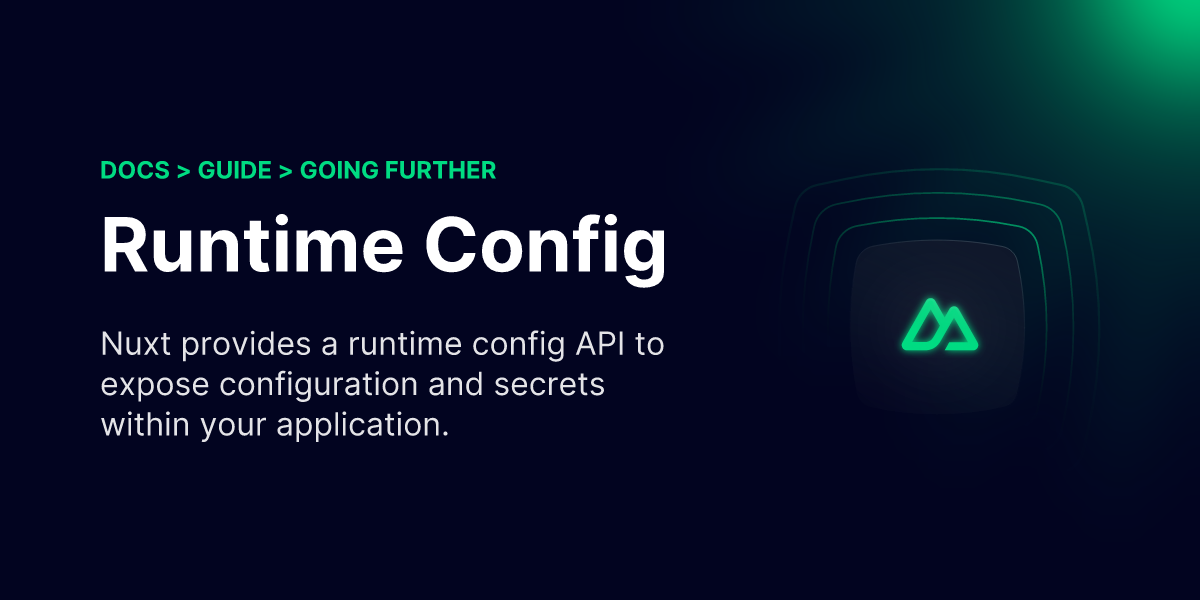 DOCS > GUIDE > GOING FURTHER
Runtime Config
Nuxt provides a runtime config API to
expose configuration and secrets
within your application.